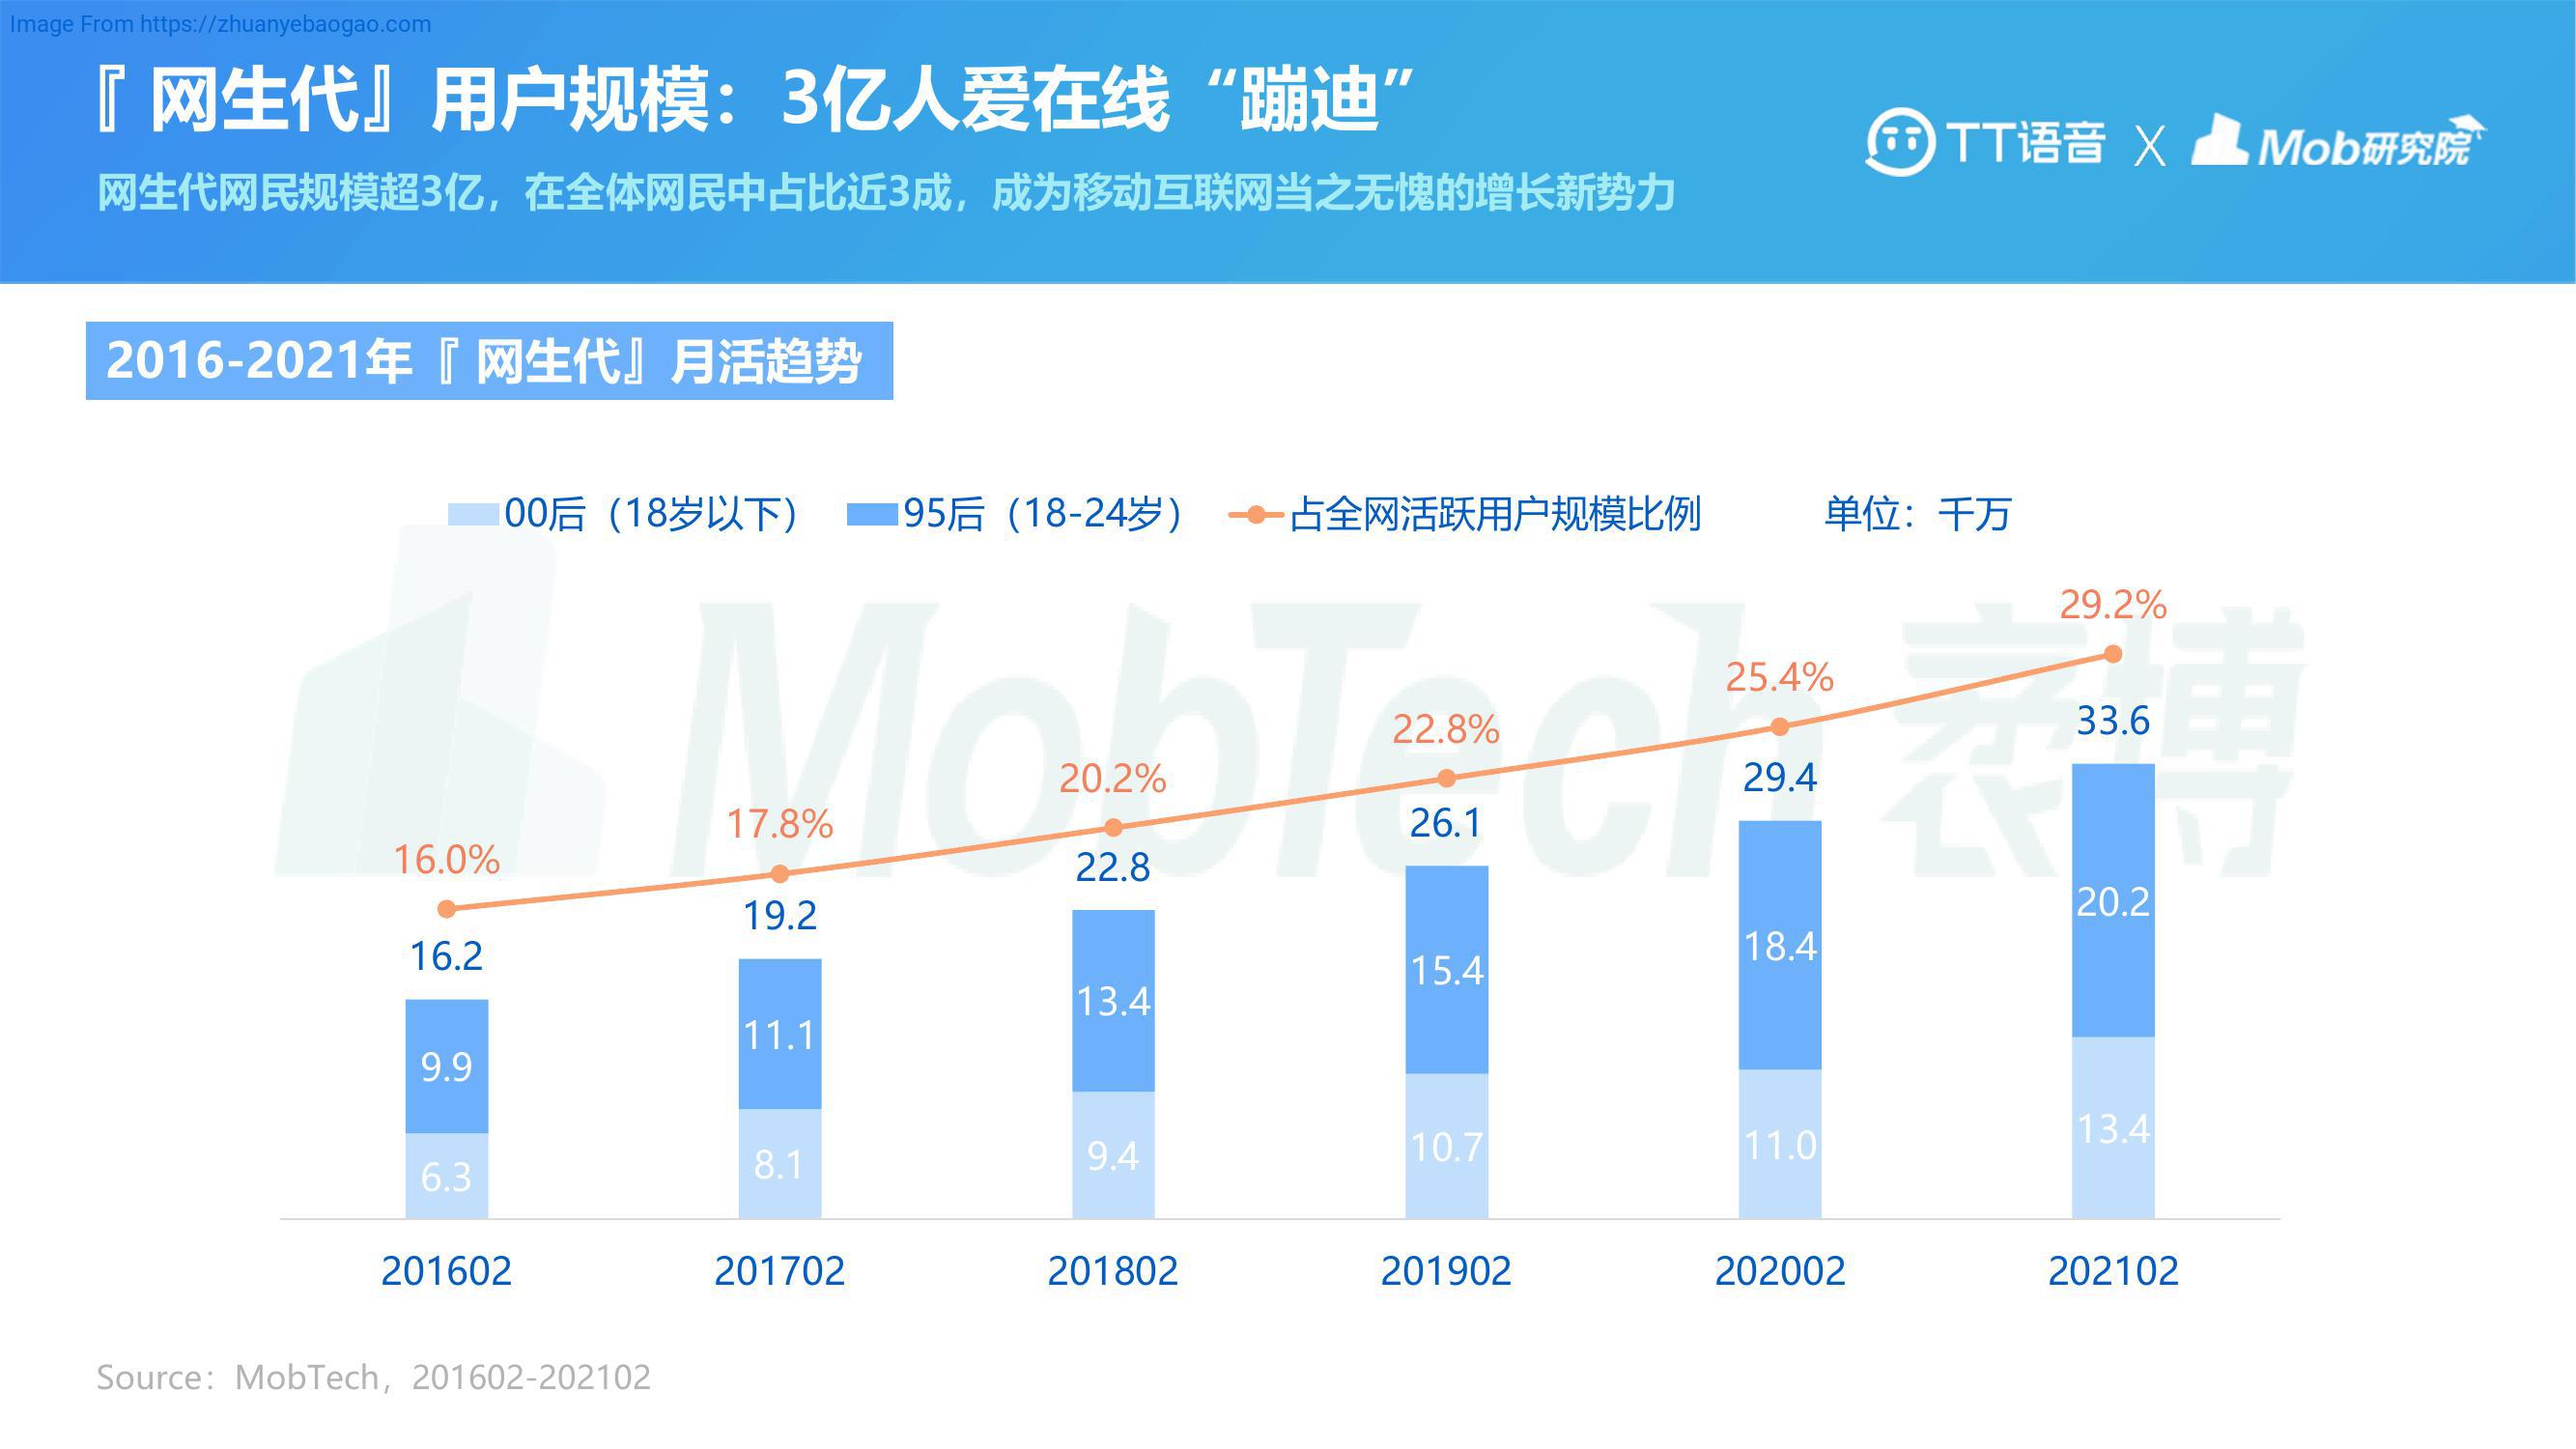 Image From https://zhuanyebaogao.com
『 网生代』用户规模：3亿人爱在线“蹦迪”
TT语音 X Mob研究院
网生代网民规模超3亿，在全体网民中占比近3成，成为移动互联网当之无愧的增长新势力
2016-2021年『 网生代』月活趋势
00后（18岁以下） 95后（18-24岁） 占全网活跃用户规模比例 单位：千万
MobTech 袤博
16.0% 17.8% 20.2% 22.8% 25.4% 29.2%
16.2 19.2 22.8 26.1 29.4 33.6
9.9 11.1 13.4 15.4 18.4 20.2
6.3 8.1 9.4 10.7 11.0 13.4
201602 201702 201802 201902 202002 202102
Source：MobTech，201602-202102